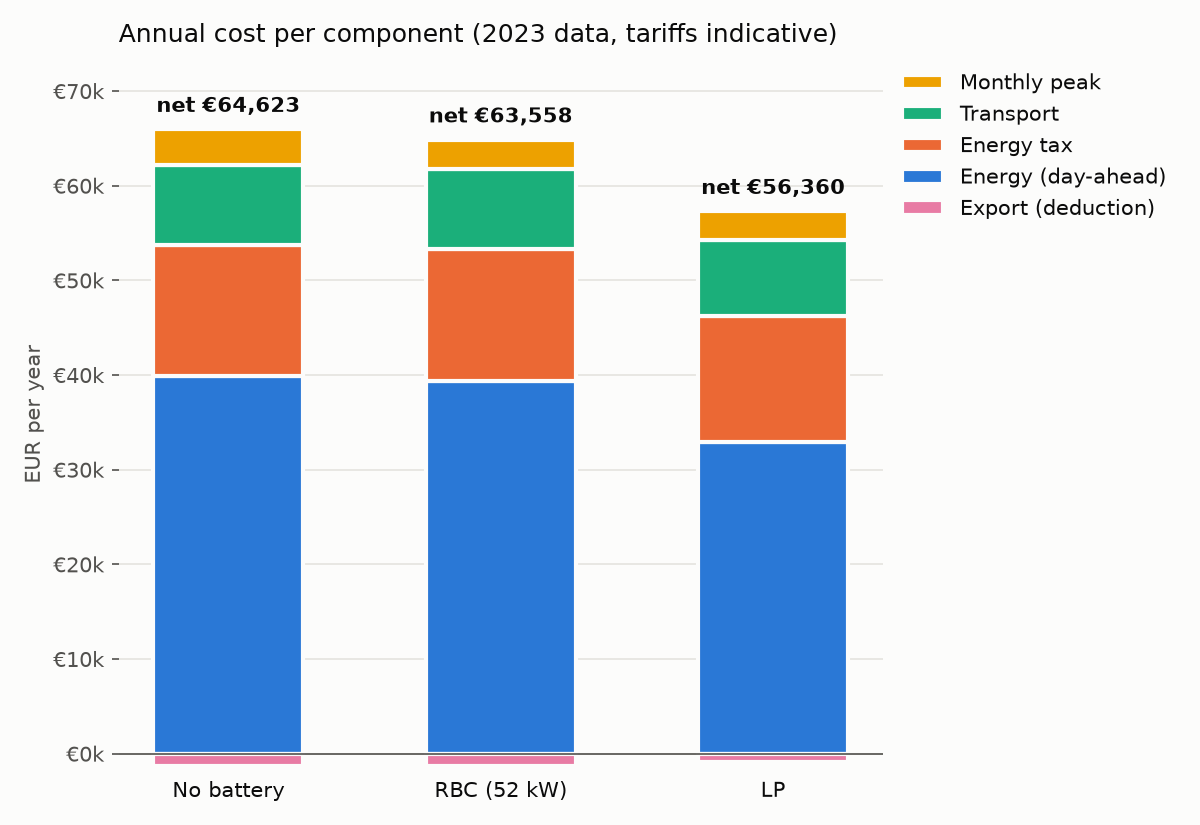 Annual cost per component (2023 data, tariffs indicative)
Monthly peak
Transport
Energy tax
Energy (day-ahead)
Export (deduction)
EUR per year
€70k
€60k
€50k
€40k
€30k
€20k
€10k
€0k
net €64,623
net €63,558
net €56,360
No battery
RBC (52 kW)
LP